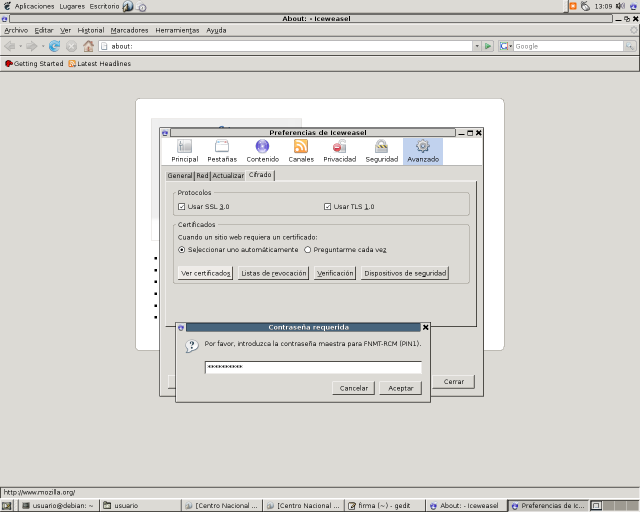 Aplicaciones Lugares Escritorio 13:09
About: - Iceweasel
Archivo Editar Ver Historial Marcadores Herramientas Ayuda
about: Google
Getting Started Latest Headlines
Preferencias de Iceweasel
Principal Pestañas Contenido Canales Privacidad Seguridad Avanzado
General Red Actualizar Cifrado
Protocolos
Usar SSL 3.0 Usar TLS 1.0
Certificados
Cuando un sitio web requiera un certificado:
Seleccionar uno automáticamente Preguntarme cada vez
Ver certificados Listas de revocación Verificación Dispositivos de seguridad
Contraseña requerida
Por favor, introduzca la contraseña maestra para FNMT-RCM (PIN1).
**********
Cancelar Aceptar
Cerrar
http://www.mozilla.org/
usuario@debian: ~ usuario [Centro Nacional ... [Centro Nacional ... firma (~) - gedit About: - Iceweasel Preferencias de Ic...